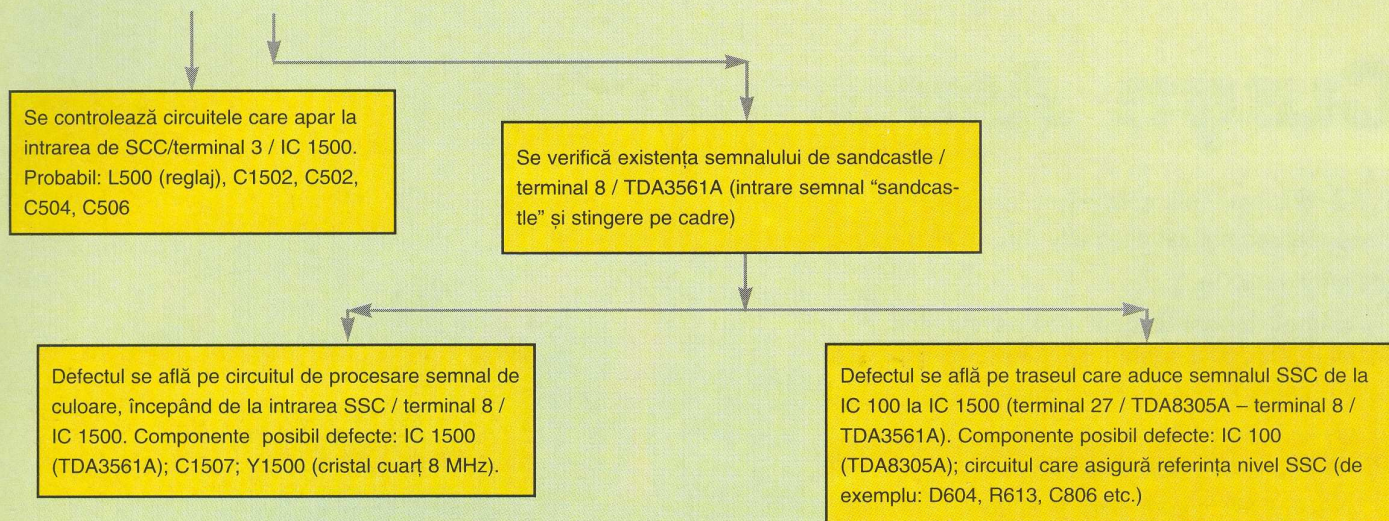 Se controlează circuitele care apar la
intrarea de SCC/terminal 3 / IC 1500.
Probabil: L500 (reglaj), C1502, C502,
C504, C506
Se verifică existența semnalului de sandcastle /
terminal 8 / TDA3561A (intrare semnal “sandcas-
tle” și stingere pe cadre)
Defectul se află pe circuitul de procesare semnal de
culoare, începând de la intrarea SSC / terminal 8 /
IC 1500. Componente posibil defecte: IC 1500
(TDA3561A); C1507; Y1500 (cristal cuarț 8 MHz).
Defectul se află pe traseul care aduce semnalul SSC de la
IC 100 la IC 1500 (terminal 27 / TDA8305A – terminal 8 /
TDA3561A). Componente posibil defecte: IC 100
(TDA8305A); circuitul care asigură referința nivel SSC (de
exemplu: D604, R613, C806 etc.)